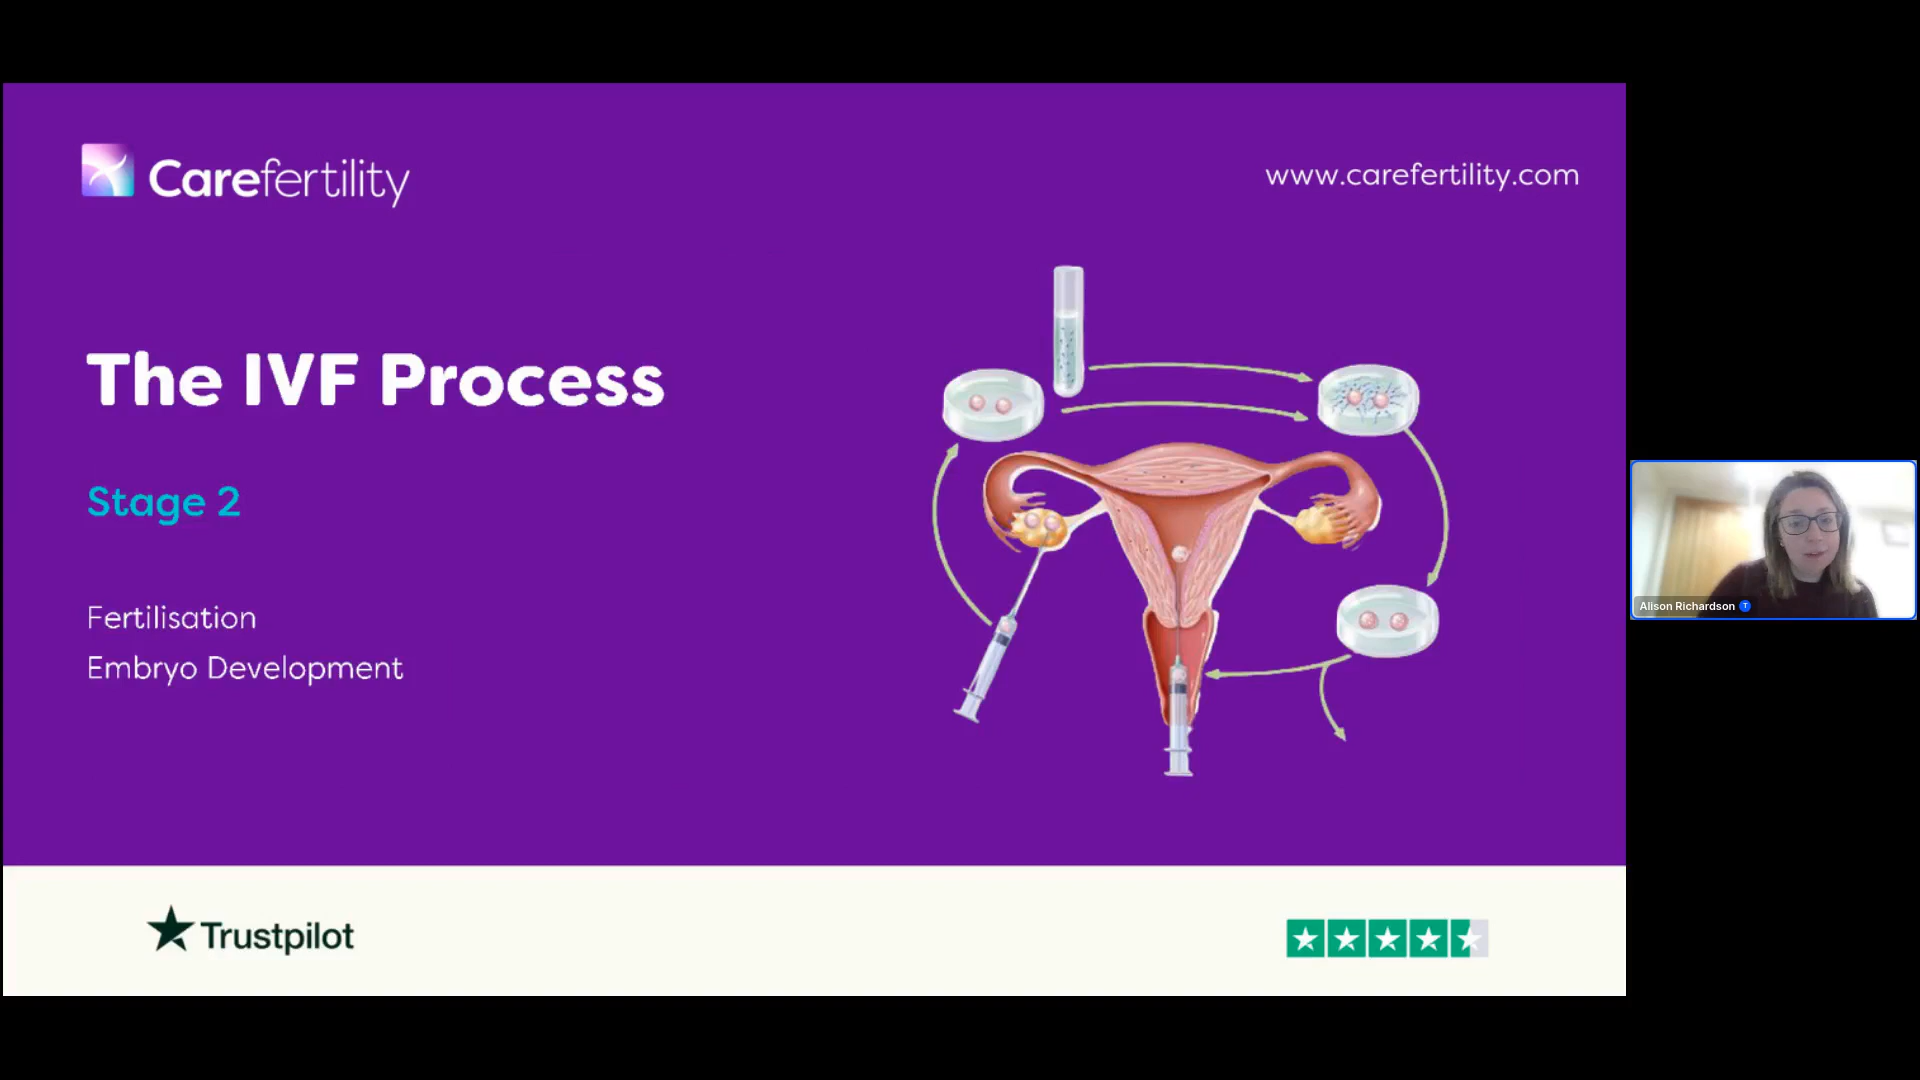 Carefertility
www.carefertility.com
The IVF Process
Stage 2
Fertilisation
Embryo Development
Alison Richardson T
Trustpilot